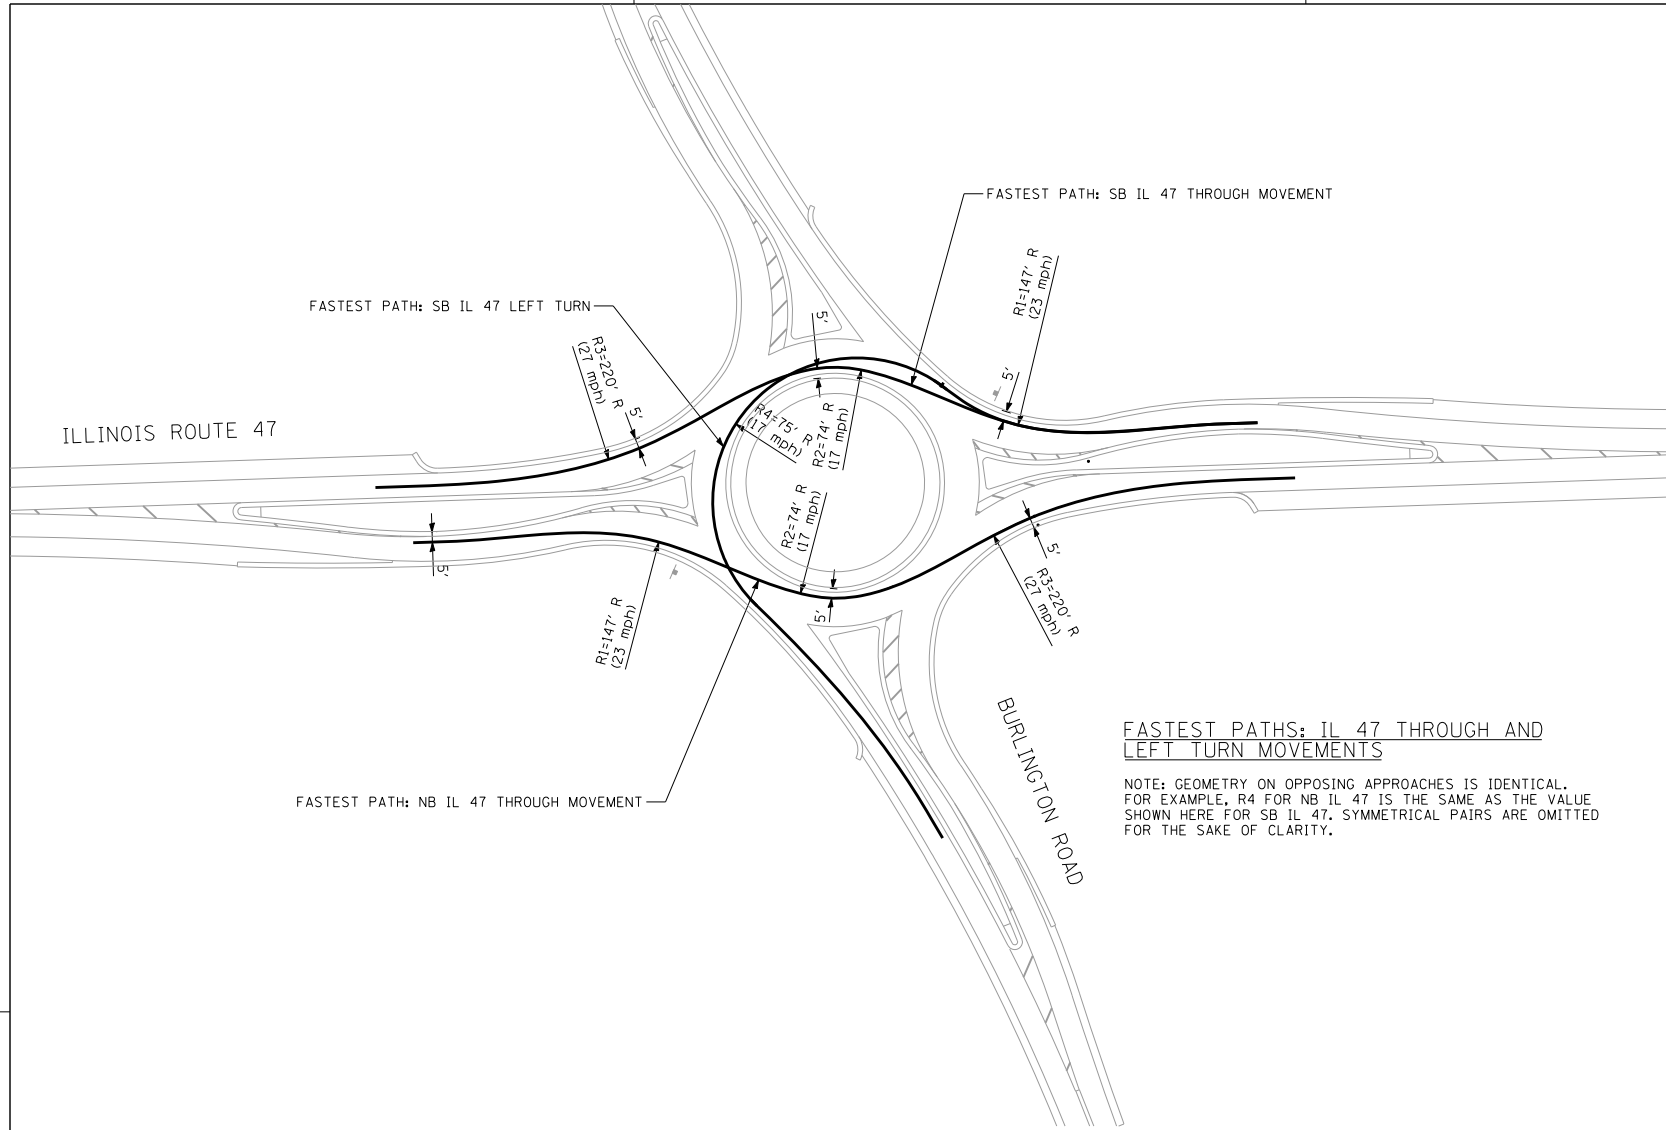 FASTEST PATH: SB IL 47 THROUGH MOVEMENT
R1=147' R
(23 mph)
FASTEST PATH: SB IL 47 LEFT TURN
5'
R3=220' R
(27 mph)
5'
5'
R4=75' R
(17 mph)
R2=74' R
(17 mph)
ILLINOIS ROUTE 47
R2=74' R
(17 mph)
5'
5'
R3=220' R
(27 mph)
5'
R1=147' R
(23 mph)
BURLINGTON ROAD
FASTEST PATH: NB IL 47 THROUGH MOVEMENT
FASTEST PATHS: IL 47 THROUGH AND
LEFT TURN MOVEMENTS
NOTE: GEOMETRY ON OPPOSING APPROACHES IS IDENTICAL.
FOR EXAMPLE, R4 FOR NB IL 47 IS THE SAME AS THE VALUE
SHOWN HERE FOR SB IL 47. SYMMETRICAL PAIRS ARE OMITTED
FOR THE SAKE OF CLARITY.